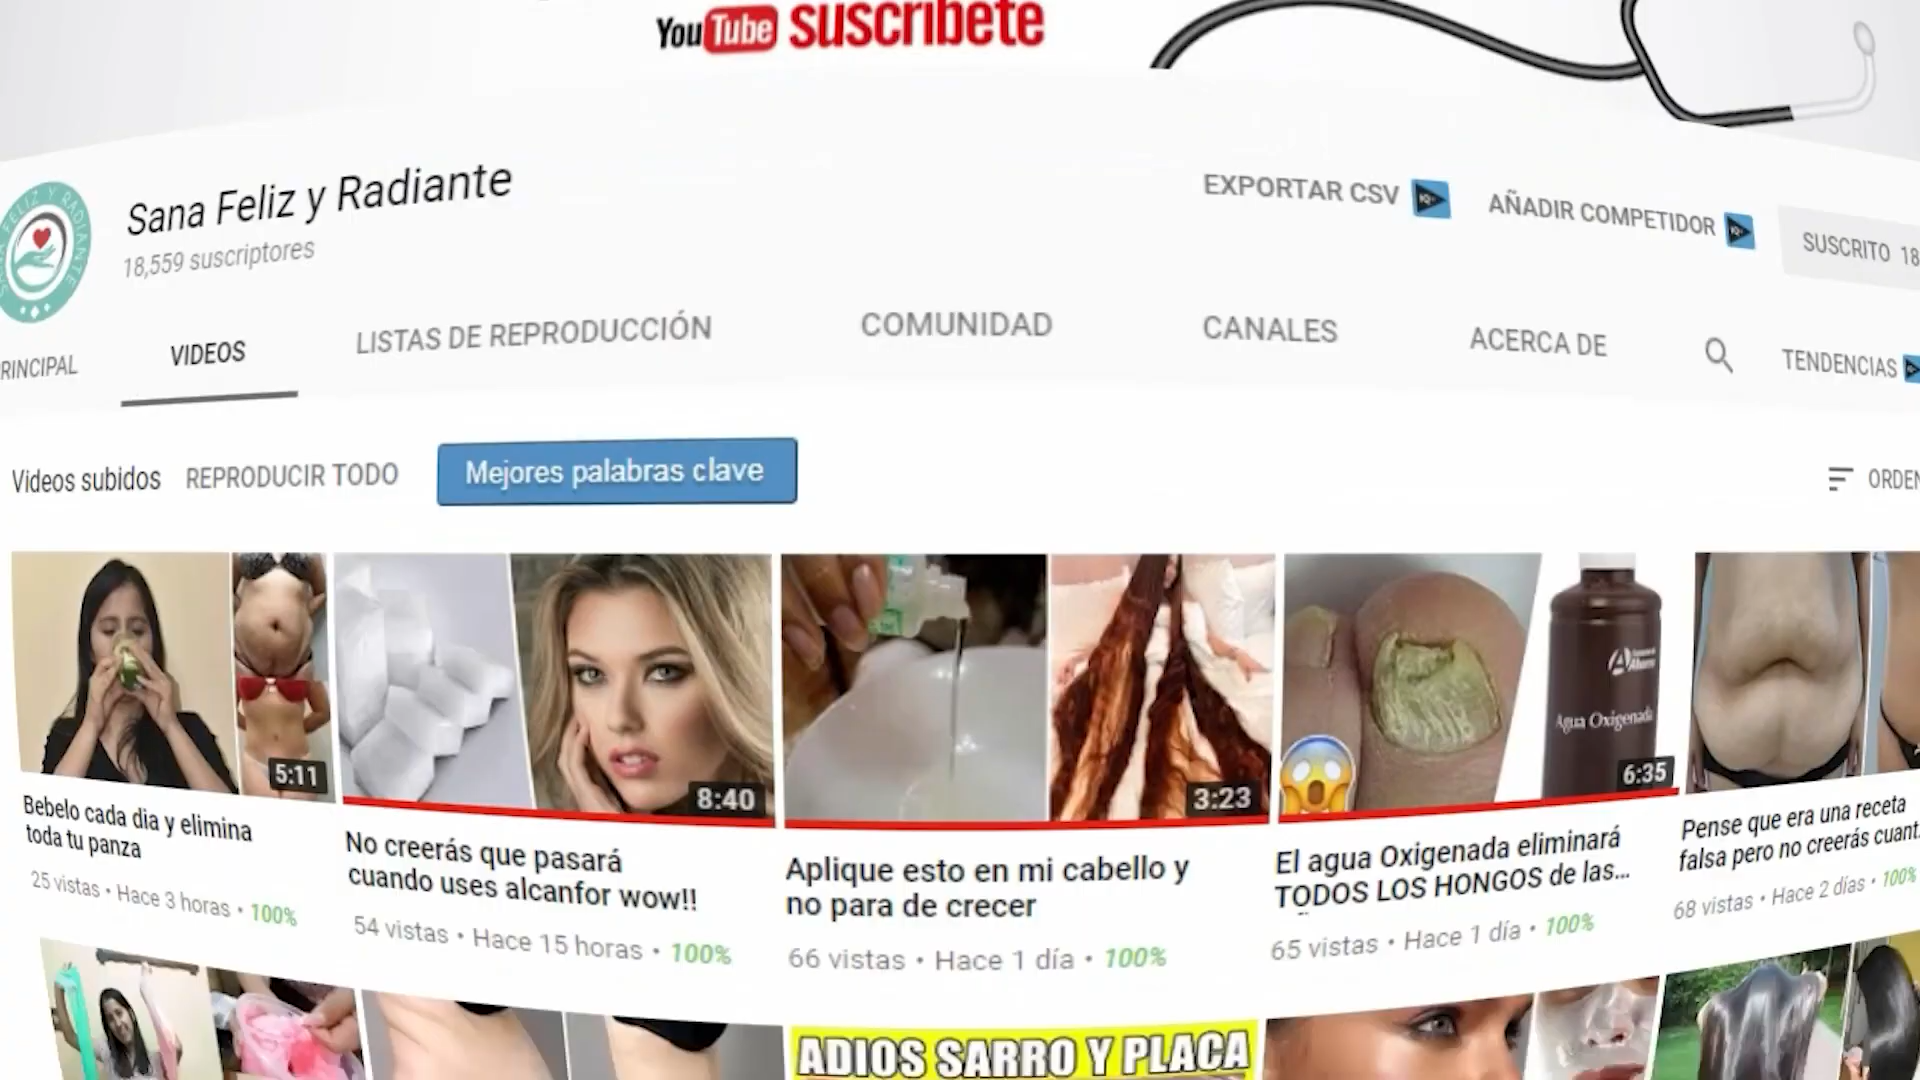 YouTube suscríbete
Sana Feliz y Radiante
18,559 suscriptores
SANA FELIZ Y RADIANTE
EXPORTAR CSV
AÑADIR COMPETIDOR
SUSCRITO 18
RINCIPAL
VIDEOS
LISTAS DE REPRODUCCIÓN
COMUNIDAD
CANALES
ACERCA DE
TENDENCIAS
Videos subidos
REPRODUCIR TODO
Mejores palabras clave
ORDEN
Ahorro
Agua Oxigenada
5:11
8:40
3:23
6:35
Bebelo cada dia y elimina
toda tu panza
25 vistas • Hace 3 horas • 100%
No creerás que pasará
cuando uses alcanfor wow!!
54 vistas • Hace 15 horas • 100%
Aplique esto en mi cabello y
no para de crecer
66 vistas • Hace 1 día • 100%
El agua Oxigenada eliminará
TODOS LOS HONGOS de las...
65 vistas • Hace 1 día • 100%
Pense que era una receta
falsa pero no creerás cuant.
68 vistas • Hace 2 días • 100%
ADIOS SARRO Y PLACA